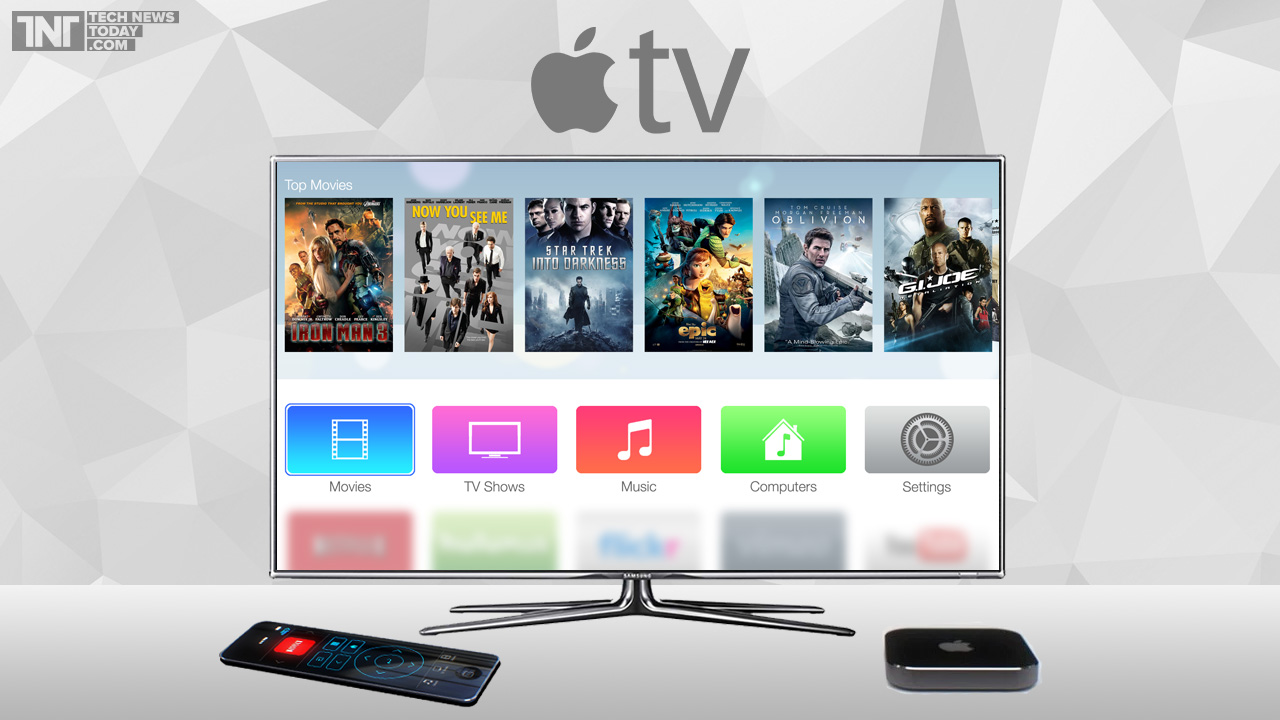 TNT TECH NEWS
TODAY
.COM
tv
Top Movies
NOW YOU
SEE ME
STAR TREK
INTO DARKNESS
TOM CRUISE
MORGAN FREEMAN
OBLIVION
epic
G.I. JOE
IRON MAN 3
Movies
TV Shows
Music
Computers
Settings
flickr
SAMSUNG